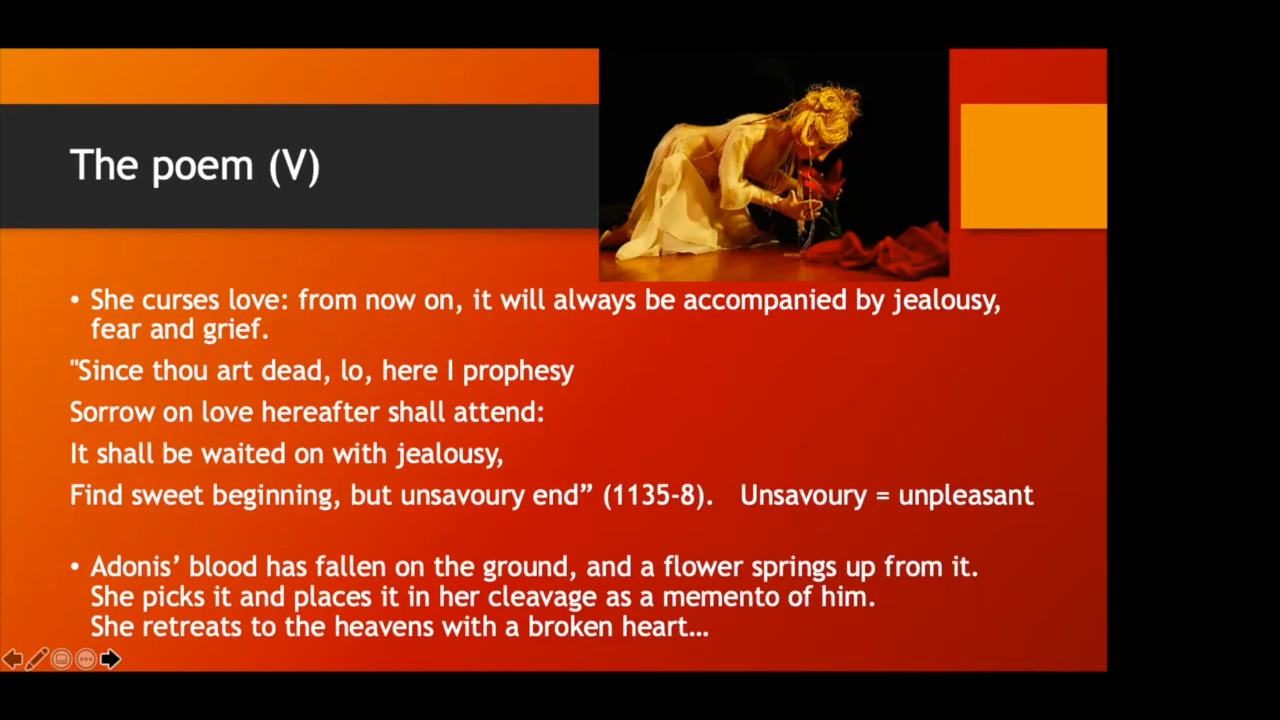 The poem (V)
• She curses love: from now on, it will always be accompanied by jealousy,
fear and grief.
"Since thou art dead, lo, here I prophesy
Sorrow on love hereafter shall attend:
It shall be waited on with jealousy,
Find sweet beginning, but unsavoury end” (1135-8). Unsavoury = unpleasant
• Adonis’ blood has fallen on the ground, and a flower springs up from it.
She picks it and places it in her cleavage as a memento of him.
She retreats to the heavens with a broken heart…